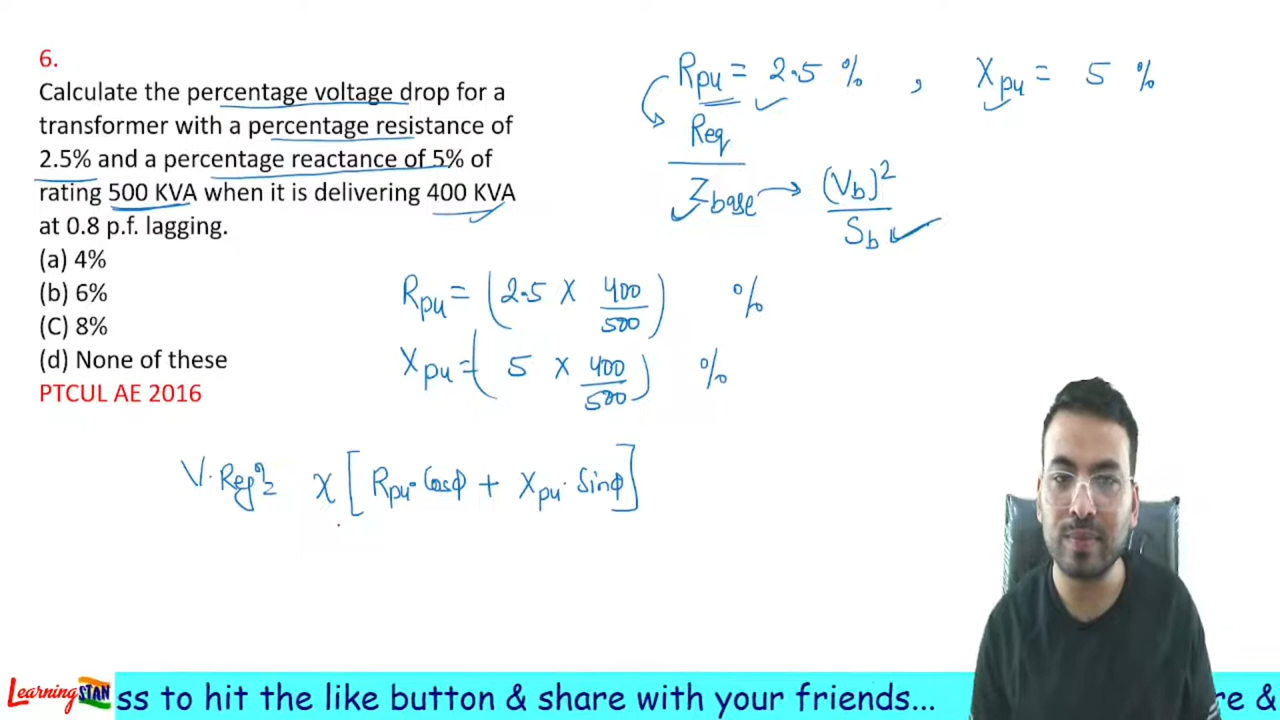 6.
Calculate the percentage voltage drop for a
transformer with a percentage resistance of
2.5% and a percentage reactance of 5% of
rating 500 KVA when it is delivering 400 KVA
at 0.8 p.f. lagging.
(a) 4%
(b) 6%
(C) 8%
(d) None of these
PTCUL AE 2016
Rpu = 2.5 % , Xpu = 5 %
Req
Zbase → (Vb)²
Sb
Rpu = (2.5 × 400/500) %
Xpu = (5 × 400/500) %
V.Reg% x [Rpu.Cosφ + Xpu.Sinφ]
Learning STAN
ss to hit the like button & share with your friends... re &